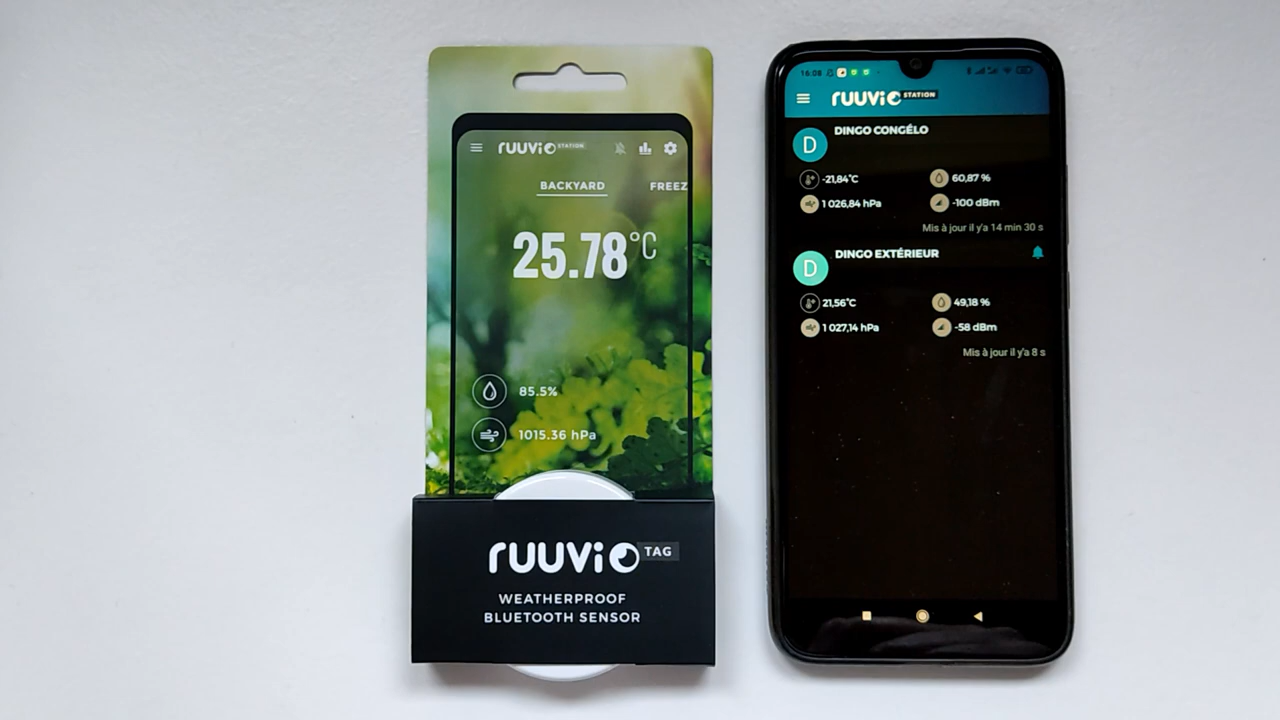 ruuvi STATION
BACKYARD FREEZ
25.78°C
85.5%
1015.36 hPa
ruuvi TAG
WEATHERPROOF
BLUETOOTH SENSOR
16:08
ruuvi STATION
D DINGO CONGÉLO
-21,84°C 60,87 %
1 026,84 hPa -100 dBm
Mis à jour il y'a 14 min 30 s
D DINGO EXTÉRIEUR
21,56°C 49,18 %
1 027,14 hPa -58 dBm
Mis à jour il y'a 8 s